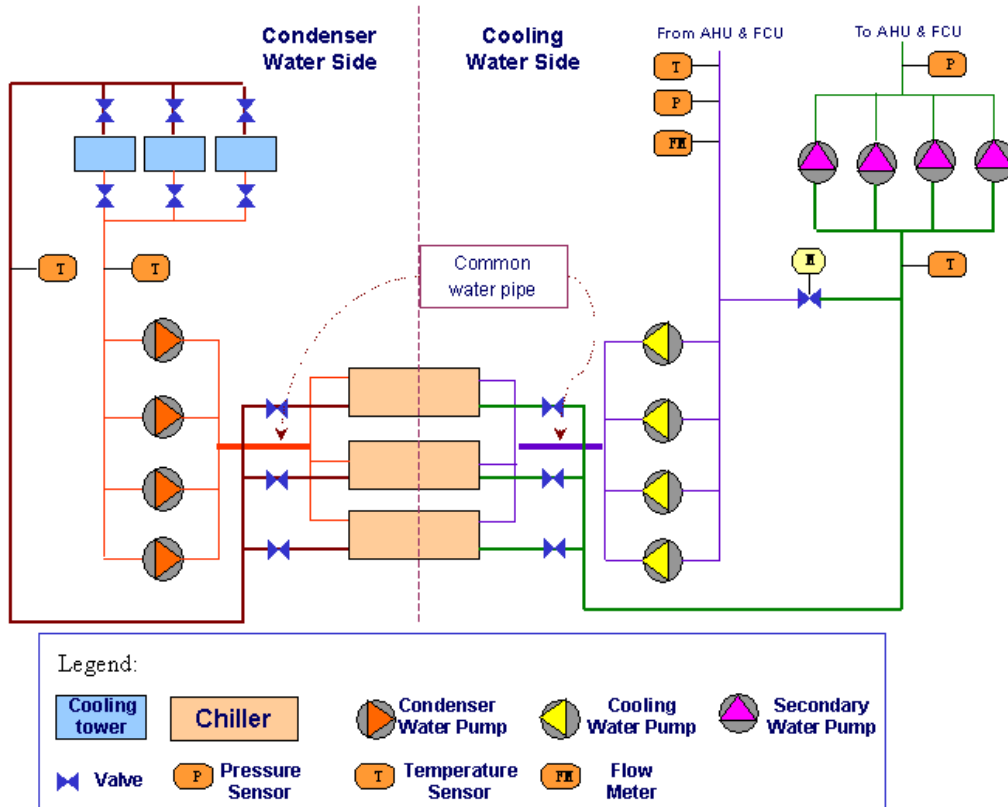 Condenser
Water Side
Cooling
Water Side
From AHU & FCU
To AHU & FCU
T
P
P
FM
T
T
Common
water pipe
M
T
Legend:
Cooling
tower
Chiller
Condenser
Water Pump
Cooling
Water Pump
Secondary
Water Pump
Valve
P
Pressure
Sensor
T
Temperature
Sensor
FM
Flow
Meter